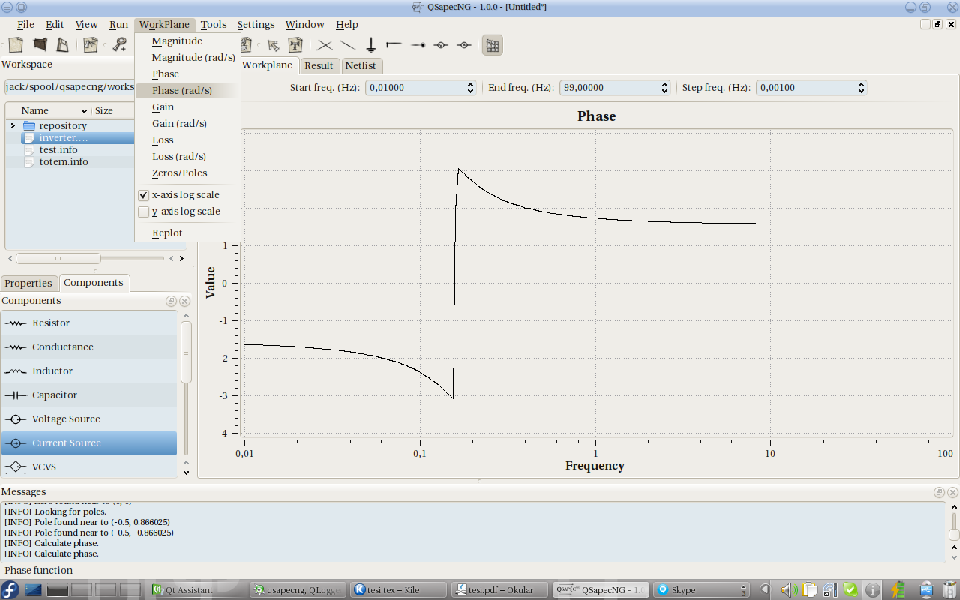 QSapecNG - 1.0.0 - [Untitled*]
File Edit View Run WorkPlane Tools Settings Window Help
Magnitude
Magnitude (rad/s)
Phase
Phase (rad/s)
Gain
Gain (rad/s)
Loss
Loss (rad/s)
Zeros/Poles
x-axis log scale
y-axis log scale
Replot
Workspace
jack/spool/qsapecng/works
Name Size
repository
inverter....
test.info
totem.info
Properties Components
Components
Resistor
Conductance
Inductor
Capacitor
Voltage Source
Current Source
VCVS
Workplane Result Netlist
Start freq. (Hz): 0,01000 End freq. (Hz): 99,00000 Step freq. (Hz): 0,00100
Phase
Value
1
0
-1
2
-3
4
0,01 0,1 1 10 100
Frequency
Messages
[INFO] Looking for poles.
[INFO] Pole found near to (-0.5, 0.866025)
[INFO] Pole found near to (-0.5, -0.866025)
[INFO] Calculate phase.
[INFO] Calculate phase.
Phase function
Qt Assistant
tesi.tex – Kile
test.pdf – Okular
QSapecNG - 1.0.0
Skype